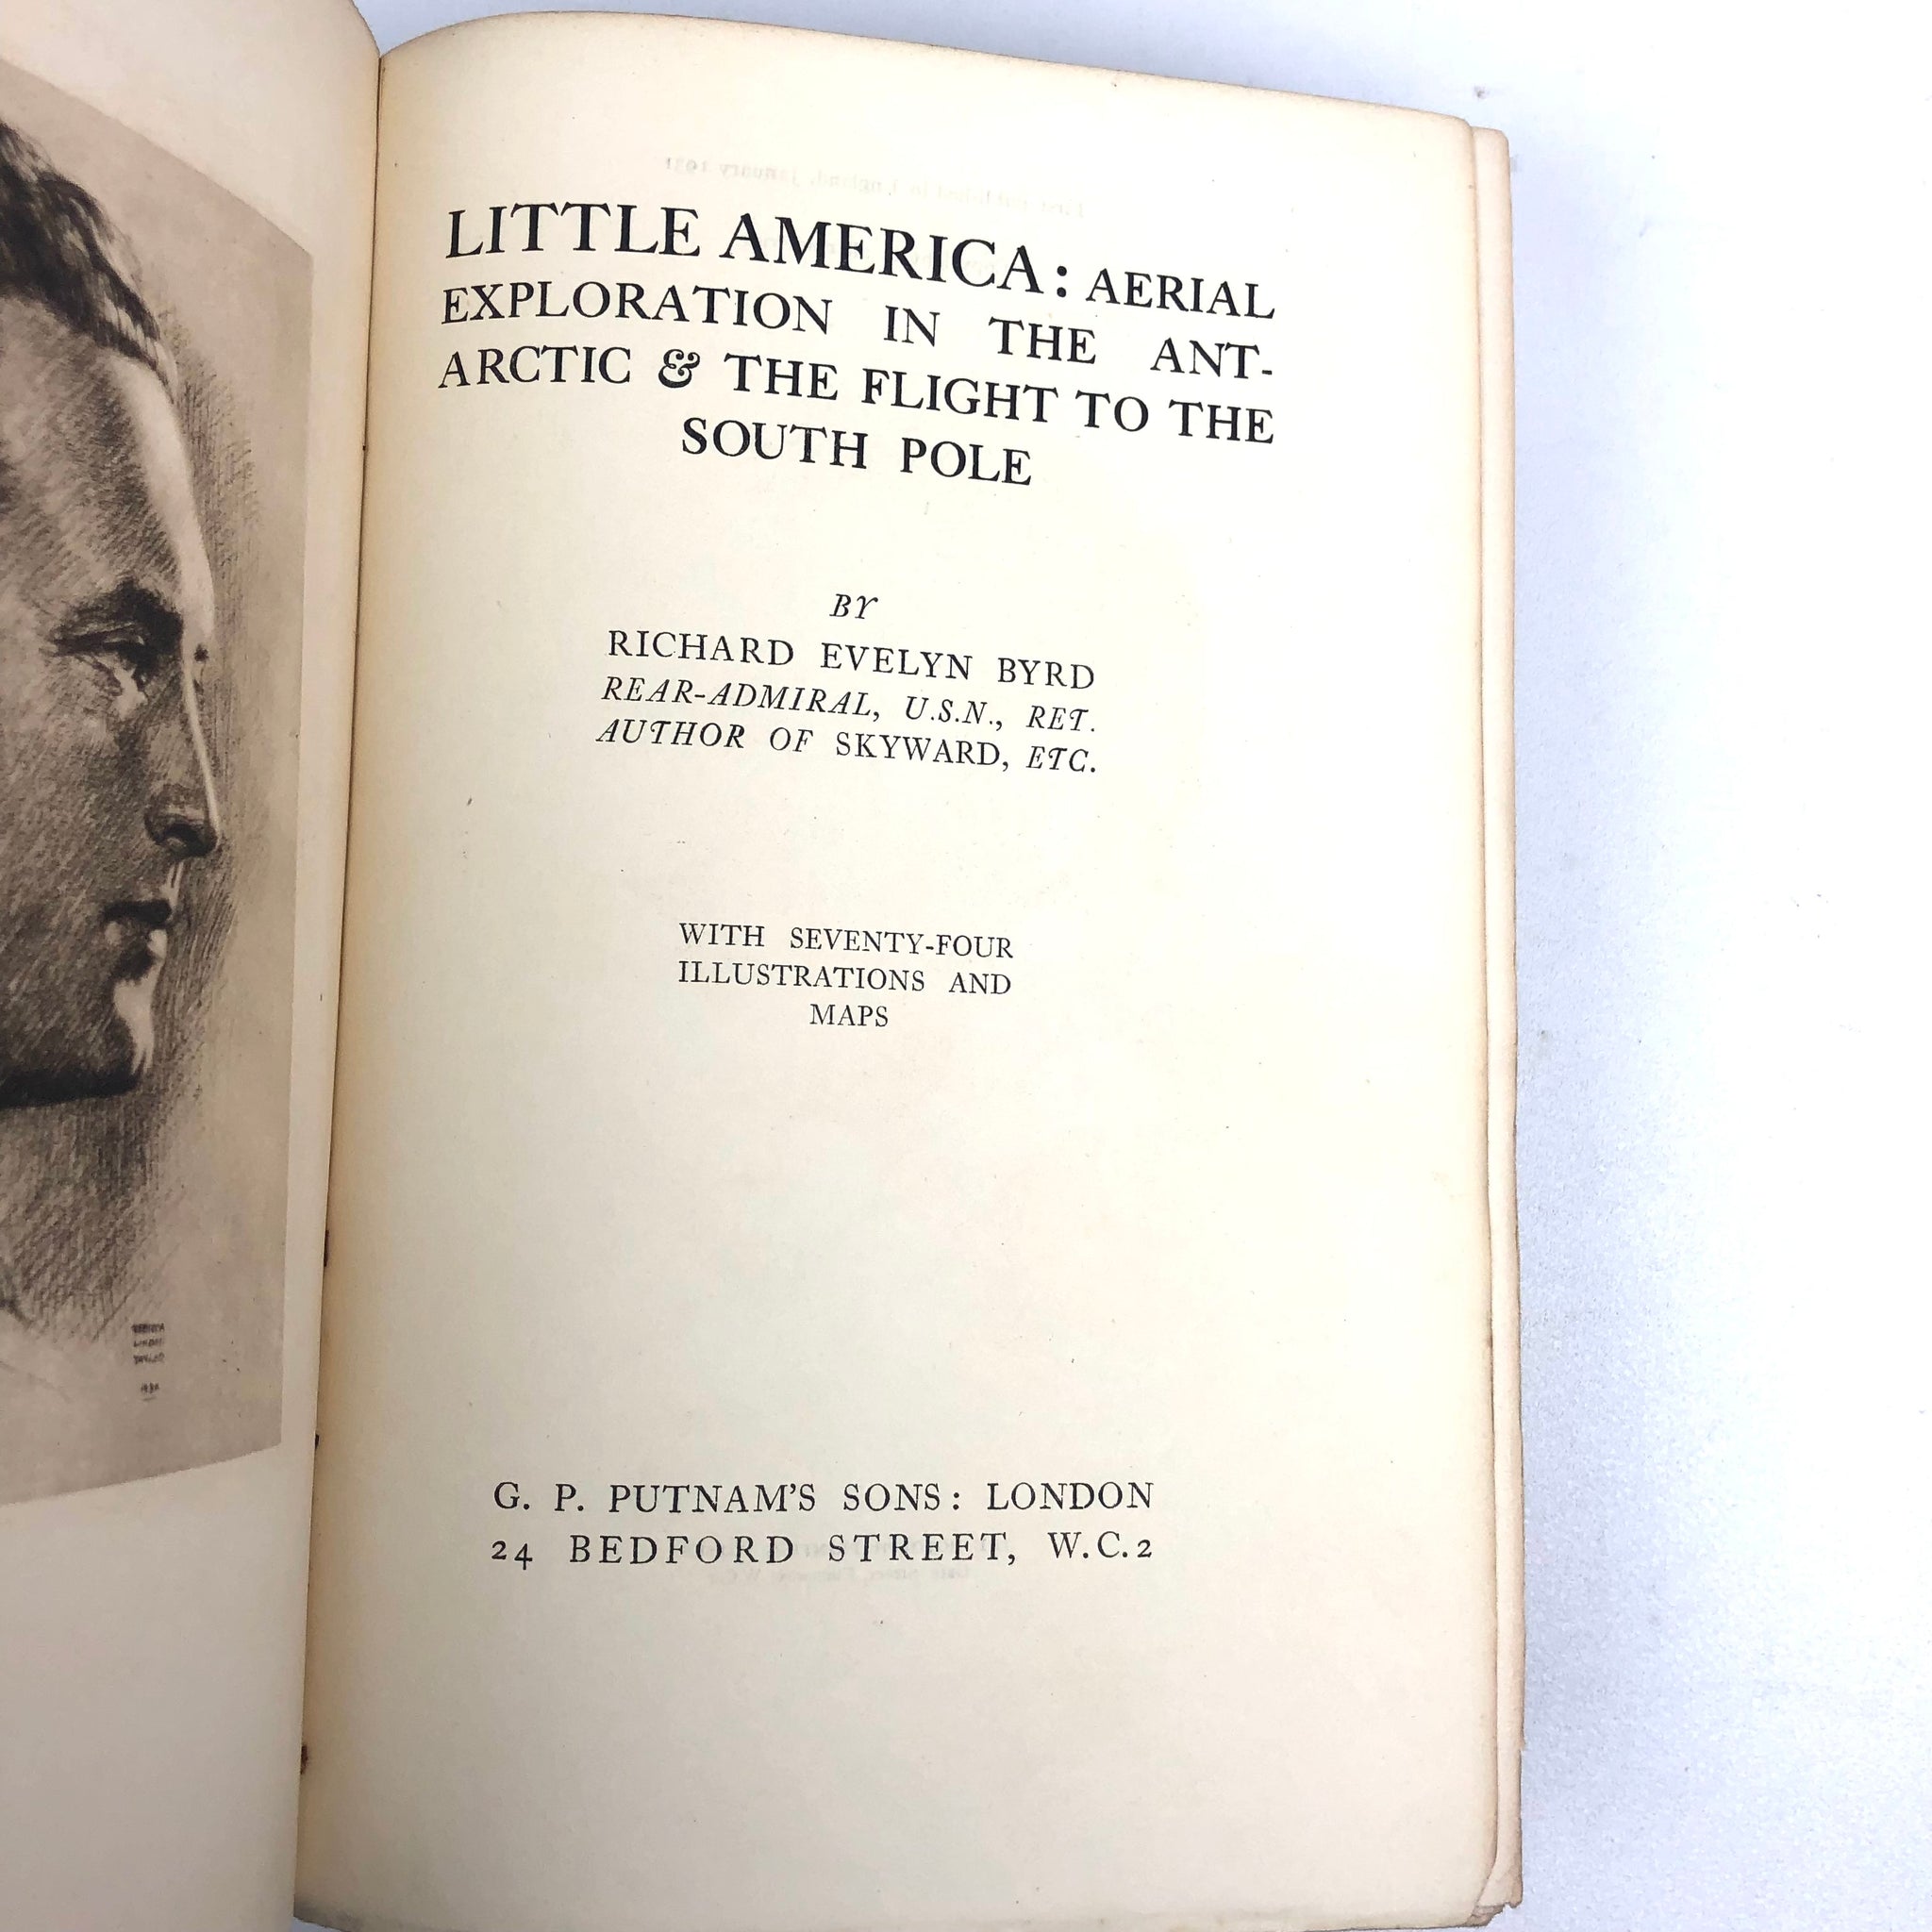 LITTLE AMERICA: AERIAL
EXPLORATION IN THE ANT-
ARCTIC & THE FLIGHT TO THE
SOUTH POLE
BY
RICHARD EVELYN BYRD
REAR-ADMIRAL, U.S.N., RET.
AUTHOR OF SKYWARD, ETC.
WITH SEVENTY-FOUR
ILLUSTRATIONS AND
MAPS
G. P. PUTNAM'S SONS: LONDON
24 BEDFORD STREET, W.C.2